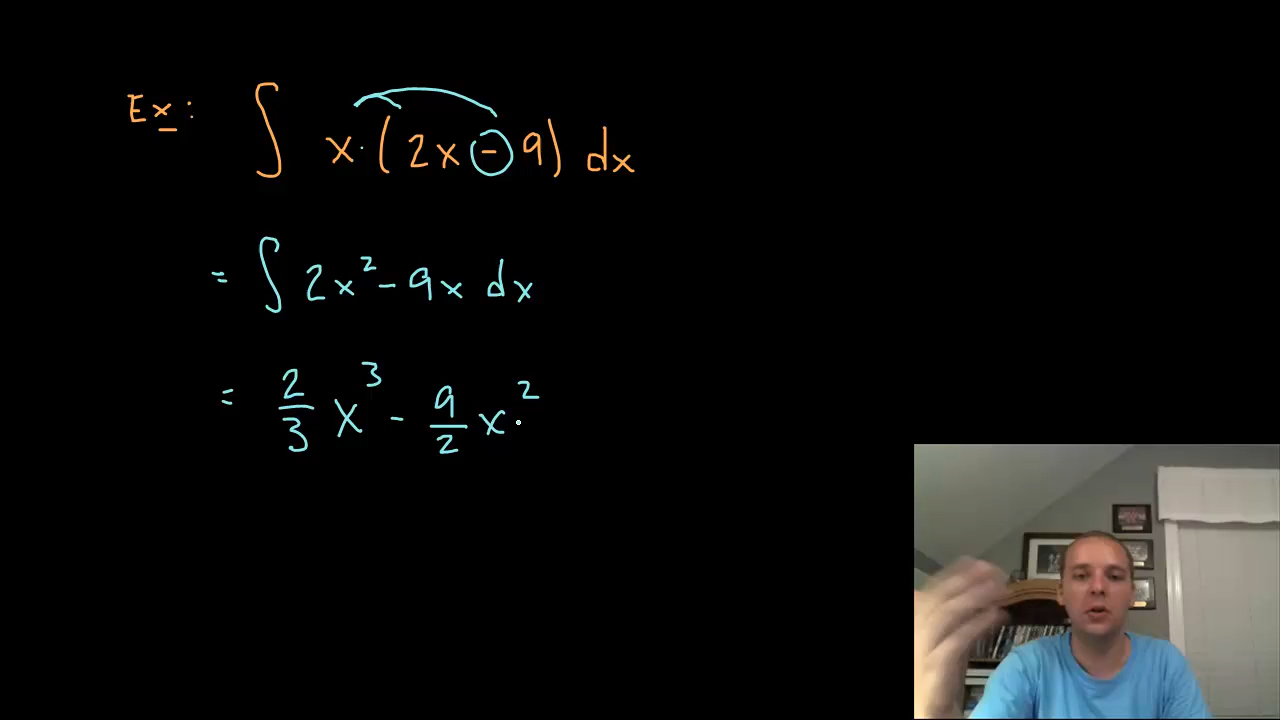 Ex: ∫ x·(2x - 9) dx
= ∫ 2x² - 9x dx
= 2/3 x³ - 9/2 x²